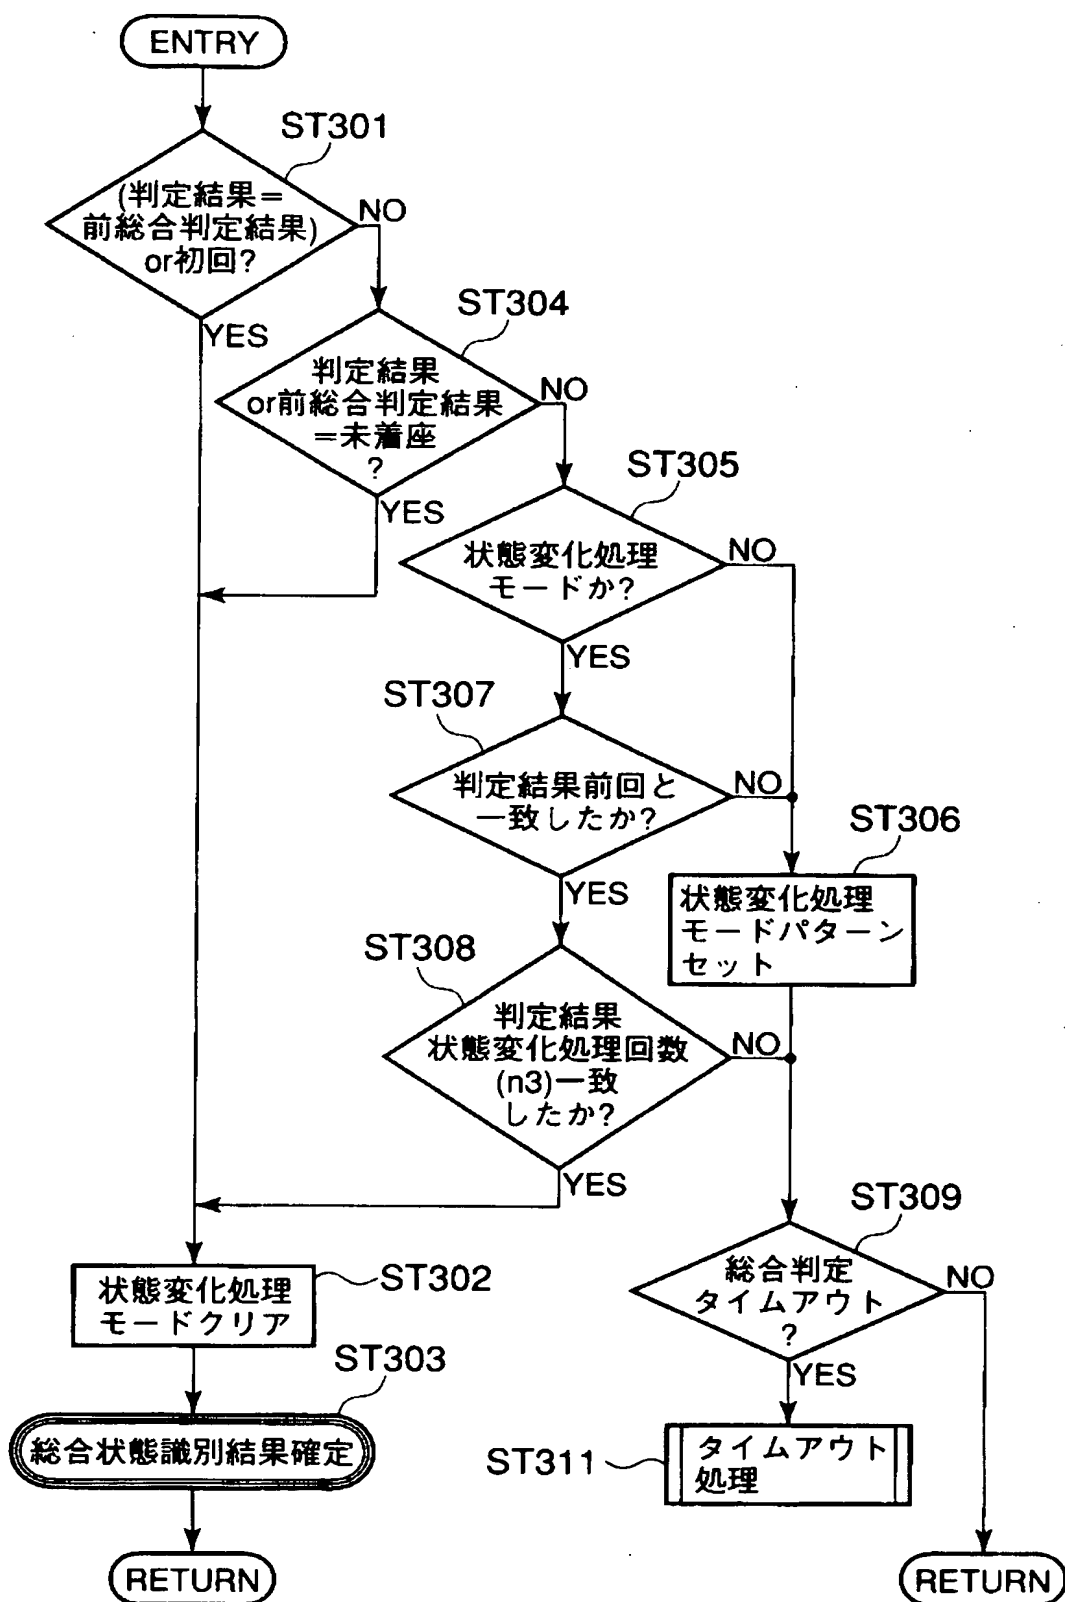 ENTRY
ST301
(判定結果＝
前総合判定結果)
or初回?
NO
YES
ST304
判定結果
or前総合判定結果
＝未着座
?
NO
YES
ST305
状態変化処理
モードか?
NO
YES
ST307
判定結果前回と
一致したか?
NO
YES
ST306
状態変化処理
モードパターン
セット
ST308
判定結果
状態変化処理回数
(n3)一致
したか?
NO
YES
ST309
総合判定
タイムアウト
?
NO
YES
ST302
状態変化処理
モードクリア
ST303
総合状態識別結果確定
ST311
タイムアウト
処理
RETURN
RETURN